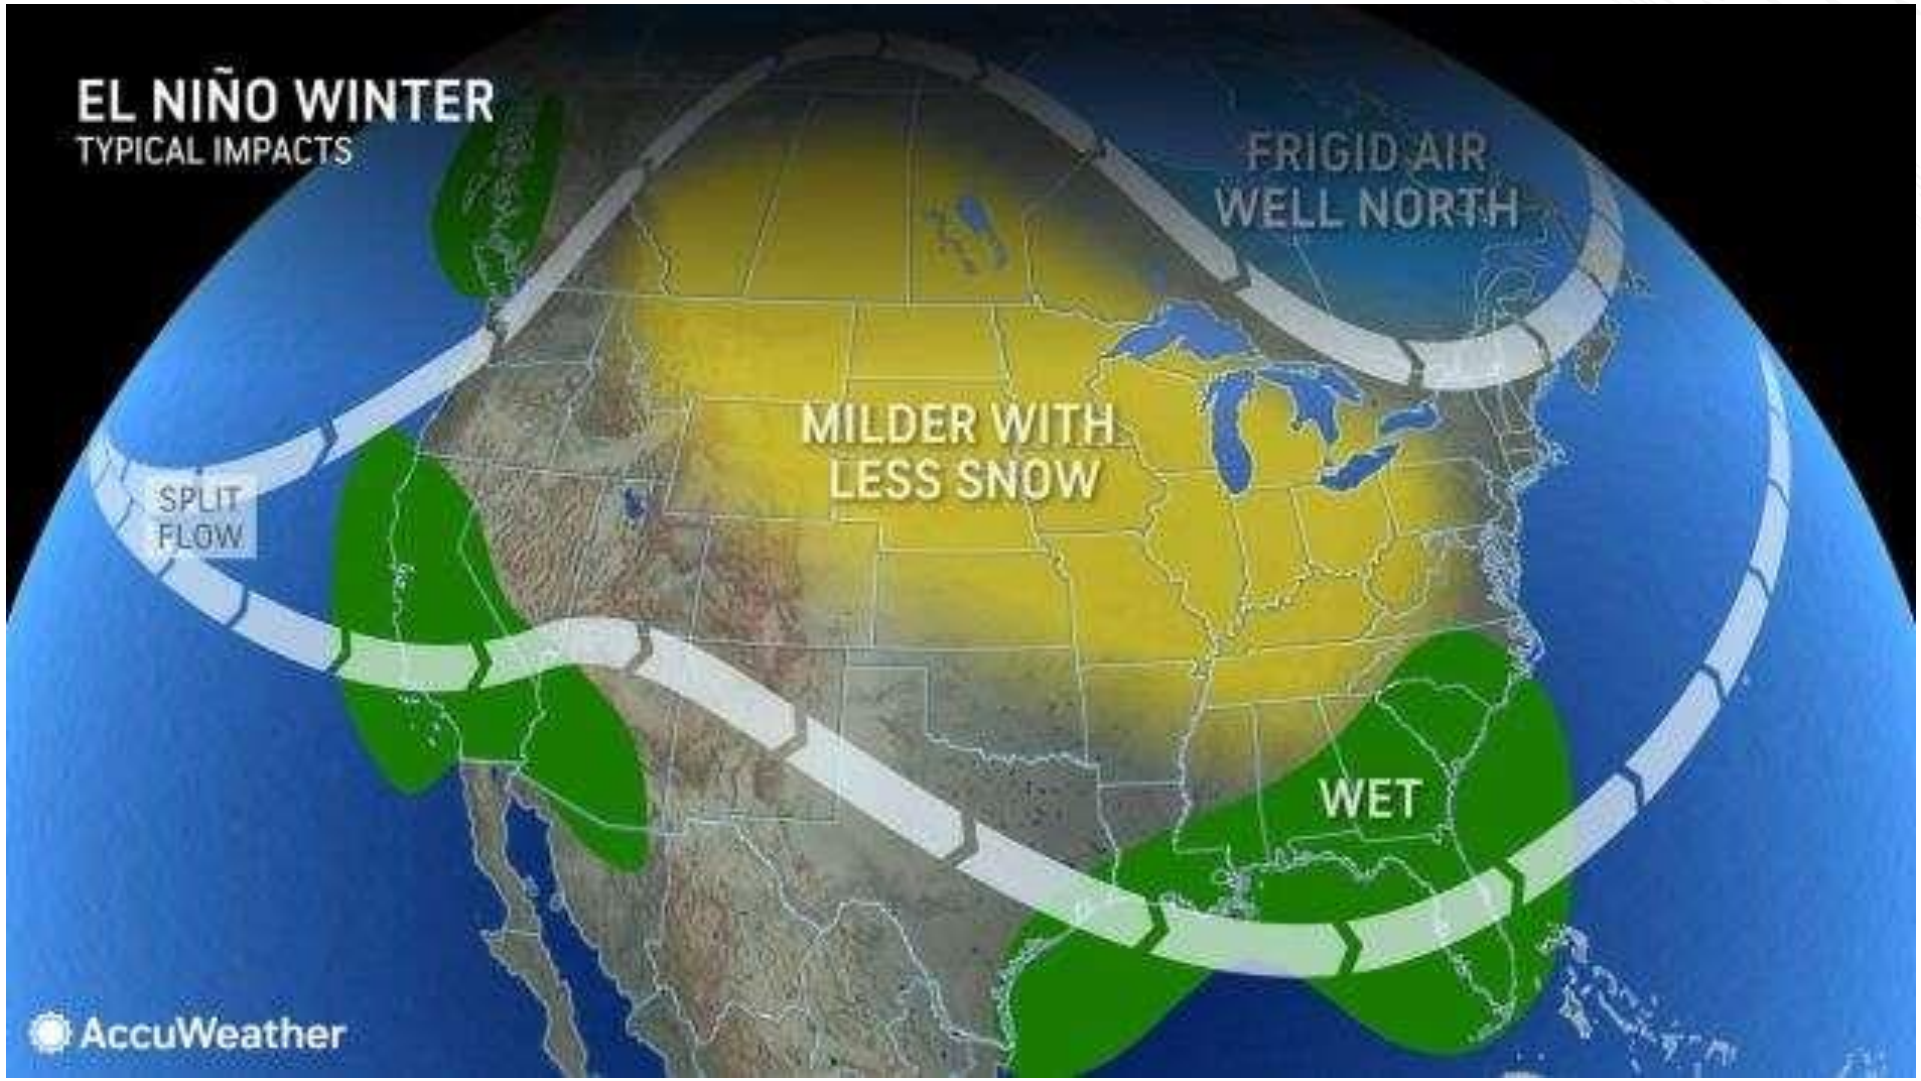 EL NIÑO WINTER
TYPICAL IMPACTS
FRIGID AIR
WELL NORTH
MILDER WITH
LESS SNOW
SPLIT
FLOW
WET
AccuWeather